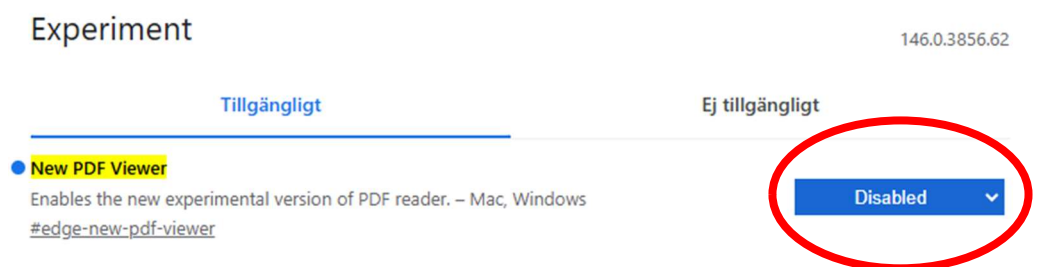 Experiment
146.0.3856.62
Tillgängligt
Ej tillgängligt
New PDF Viewer
Disabled
Enables the new experimental version of PDF reader. – Mac, Windows
#edge-new-pdf-viewer